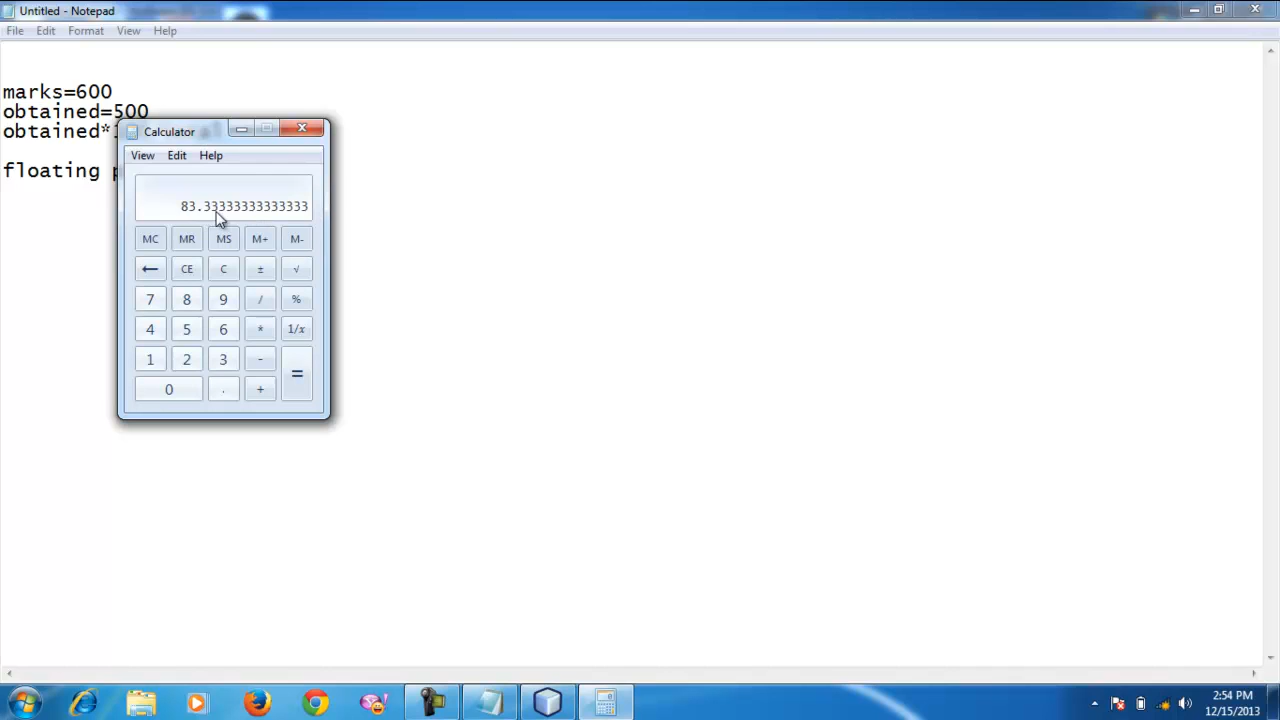 Untitled - Notepad
File Edit Format View Help
marks=600
obtained=500
obtained*
floating
Calculator
View Edit Help
83.33333333333333
MC MR MS M+ M-
← CE C ± √
7 8 9 / %
4 5 6 * 1/x
1 2 3 -
=
0 . +
2:54 PM
12/15/2013